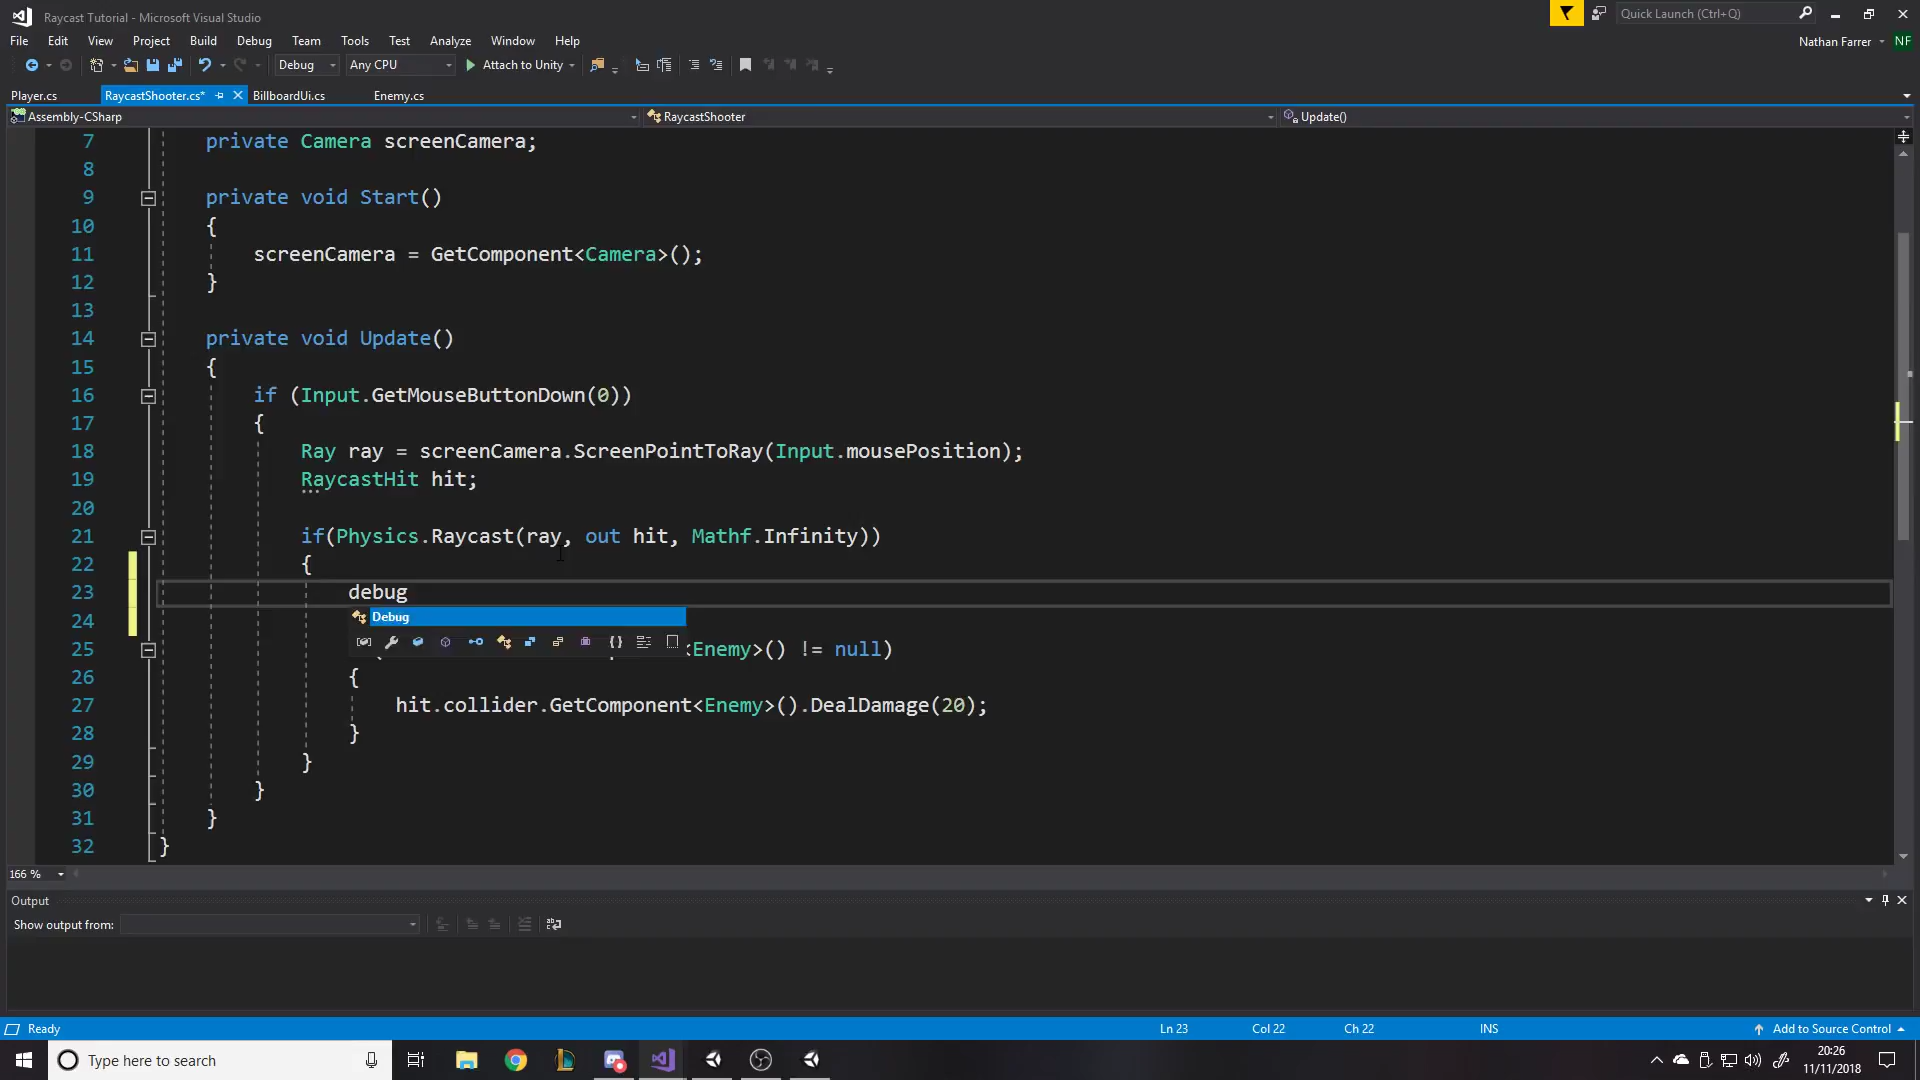 Raycast Tutorial - Microsoft Visual Studio
Quick Launch (Ctrl+Q)
File Edit View Project Build Debug Team Tools Test Analyze Window Help
Nathan Farrer NF
Debug Any CPU Attach to Unity
Player.cs RaycastShooter.cs* BillboardUi.cs Enemy.cs
Assembly-CSharp RaycastShooter Update()
7 private Camera screenCamera;
8
9 private void Start()
10 {
11 screenCamera = GetComponent<Camera>();
12 }
13
14 private void Update()
15 {
16 if (Input.GetMouseButtonDown(0))
17 {
18 Ray ray = screenCamera.ScreenPointToRay(Input.mousePosition);
19 RaycastHit hit;
20
21 if(Physics.Raycast(ray, out hit, Mathf.Infinity))
22 {
23 debug
Debug
24
25 <Enemy>() != null)
26 {
27 hit.collider.GetComponent<Enemy>().DealDamage(20);
28 }
29 }
30 }
31 }
32 }
166 %
Output
Show output from:
Ready Ln 23 Col 22 Ch 22 INS Add to Source Control
Type here to search
20:26
11/11/2018